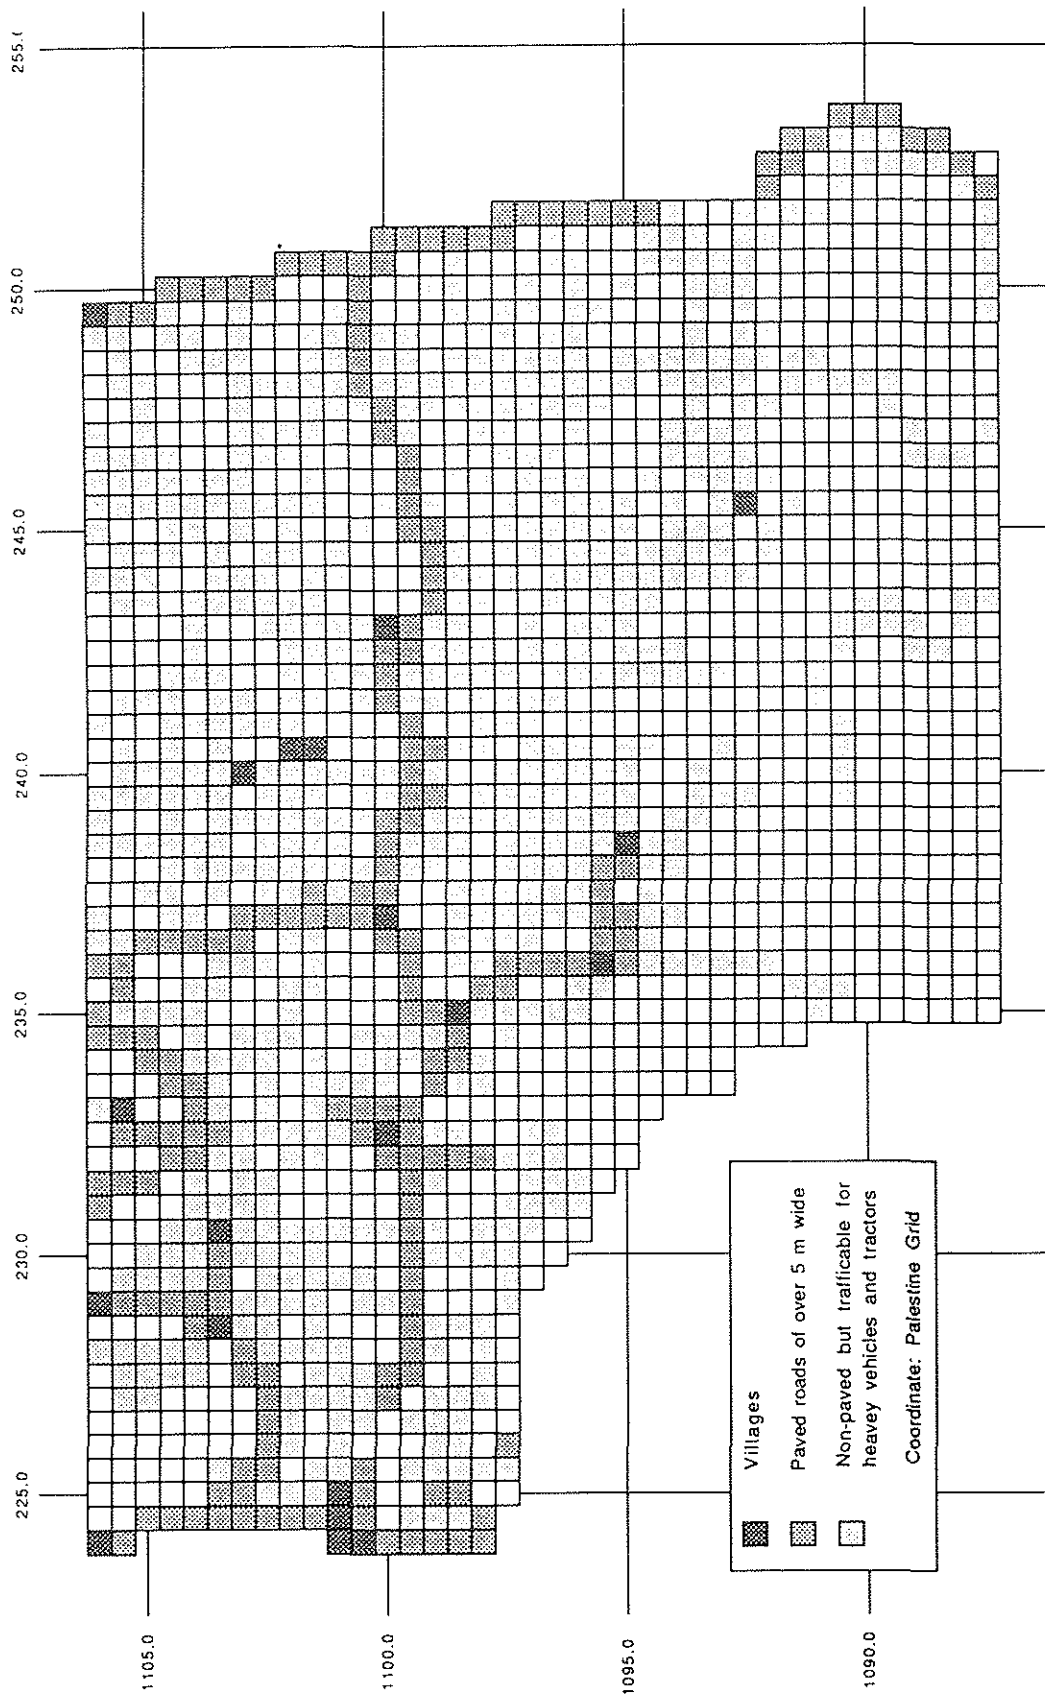 255.(
250.0
245.0
240.0
235.0
230.0
225.0
1105.0
1100.0
1095.0
1090.0
Villages
Paved roads of over 5 m wide
Non-paved but trafficable for
heavey vehicles and tractors
Coordinate: Palestine Grid